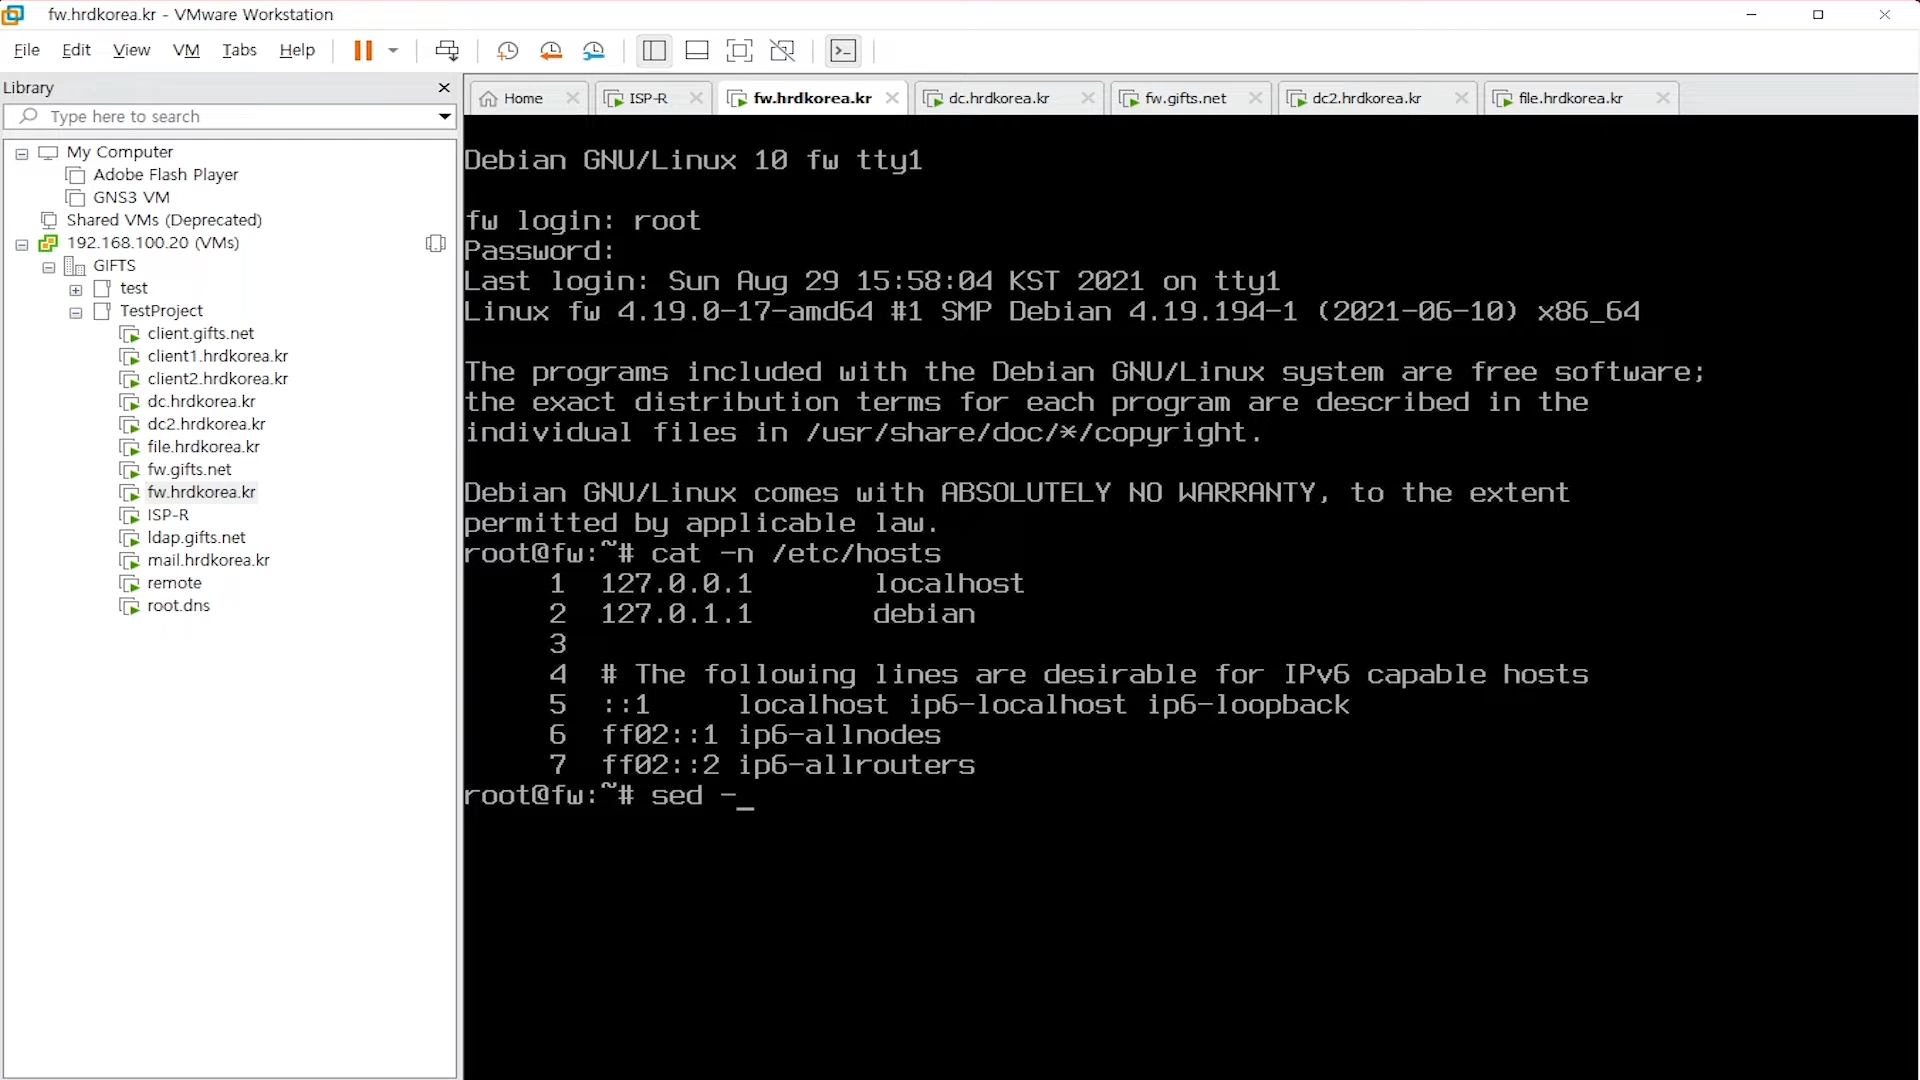 fw.hrdkorea.kr - VMware Workstation
File Edit View VM Tabs Help
Library
Type here to search
My Computer
Adobe Flash Player
GNS3 VM
Shared VMs (Deprecated)
192.168.100.20 (VMs)
GIFTS
test
TestProject
client.gifts.net
client1.hrdkorea.kr
client2.hrdkorea.kr
dc.hrdkorea.kr
dc2.hrdkorea.kr
file.hrdkorea.kr
fw.gifts.net
fw.hrdkorea.kr
ISP-R
ldap.gifts.net
mail.hrdkorea.kr
remote
root.dns
Home ISP-R fw.hrdkorea.kr dc.hrdkorea.kr fw.gifts.net dc2.hrdkorea.kr file.hrdkorea.kr
Debian GNU/Linux 10 fw tty1
fw login: root
Password:
Last login: Sun Aug 29 15:58:04 KST 2021 on tty1
Linux fw 4.19.0-17-amd64 #1 SMP Debian 4.19.194-1 (2021-06-10) x86_64
The programs included with the Debian GNU/Linux system are free software;
the exact distribution terms for each program are described in the
individual files in /usr/share/doc/*/copyright.
Debian GNU/Linux comes with ABSOLUTELY NO WARRANTY, to the extent
permitted by applicable law.
root@fw:~# cat -n /etc/hosts
1 127.0.0.1 localhost
2 127.0.1.1 debian
3
4 # The following lines are desirable for IPv6 capable hosts
5 ::1 localhost ip6-localhost ip6-loopback
6 ff02::1 ip6-allnodes
7 ff02::2 ip6-allrouters
root@fw:~# sed -_